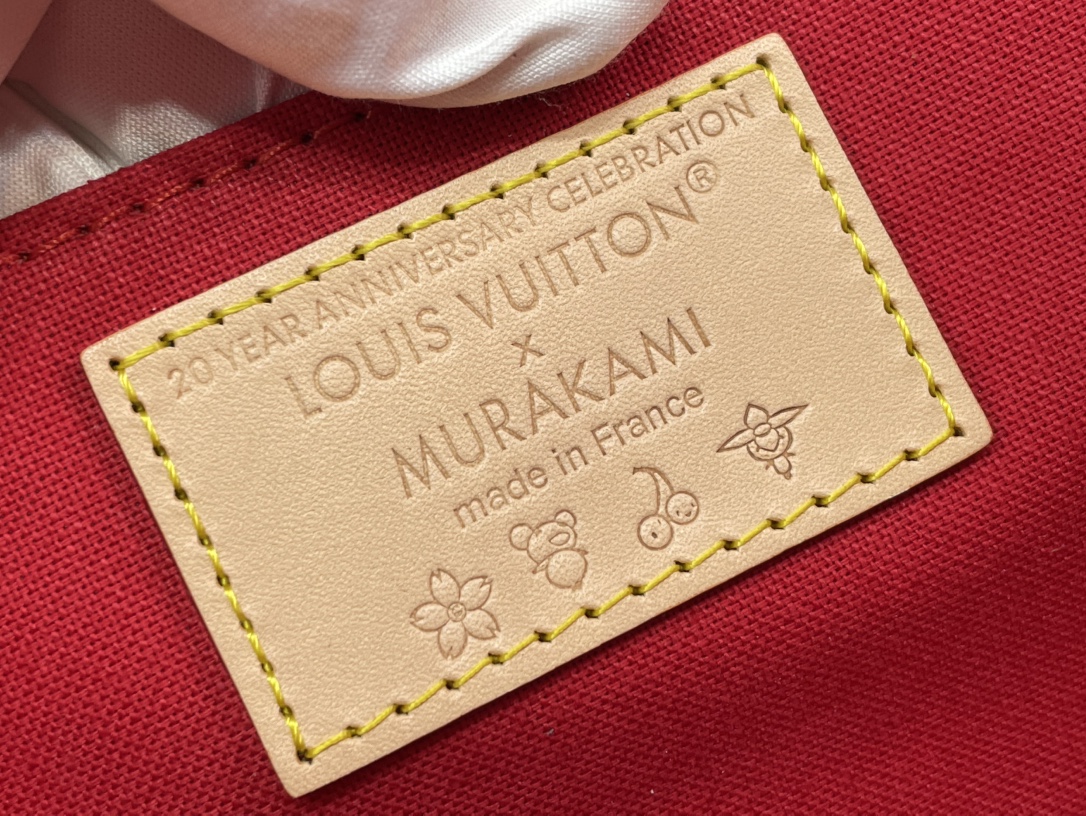 20 YEAR ANNIVERSARY CELEBRATION
LOUIS VUITTON®
x
MURAKAMI
made in France